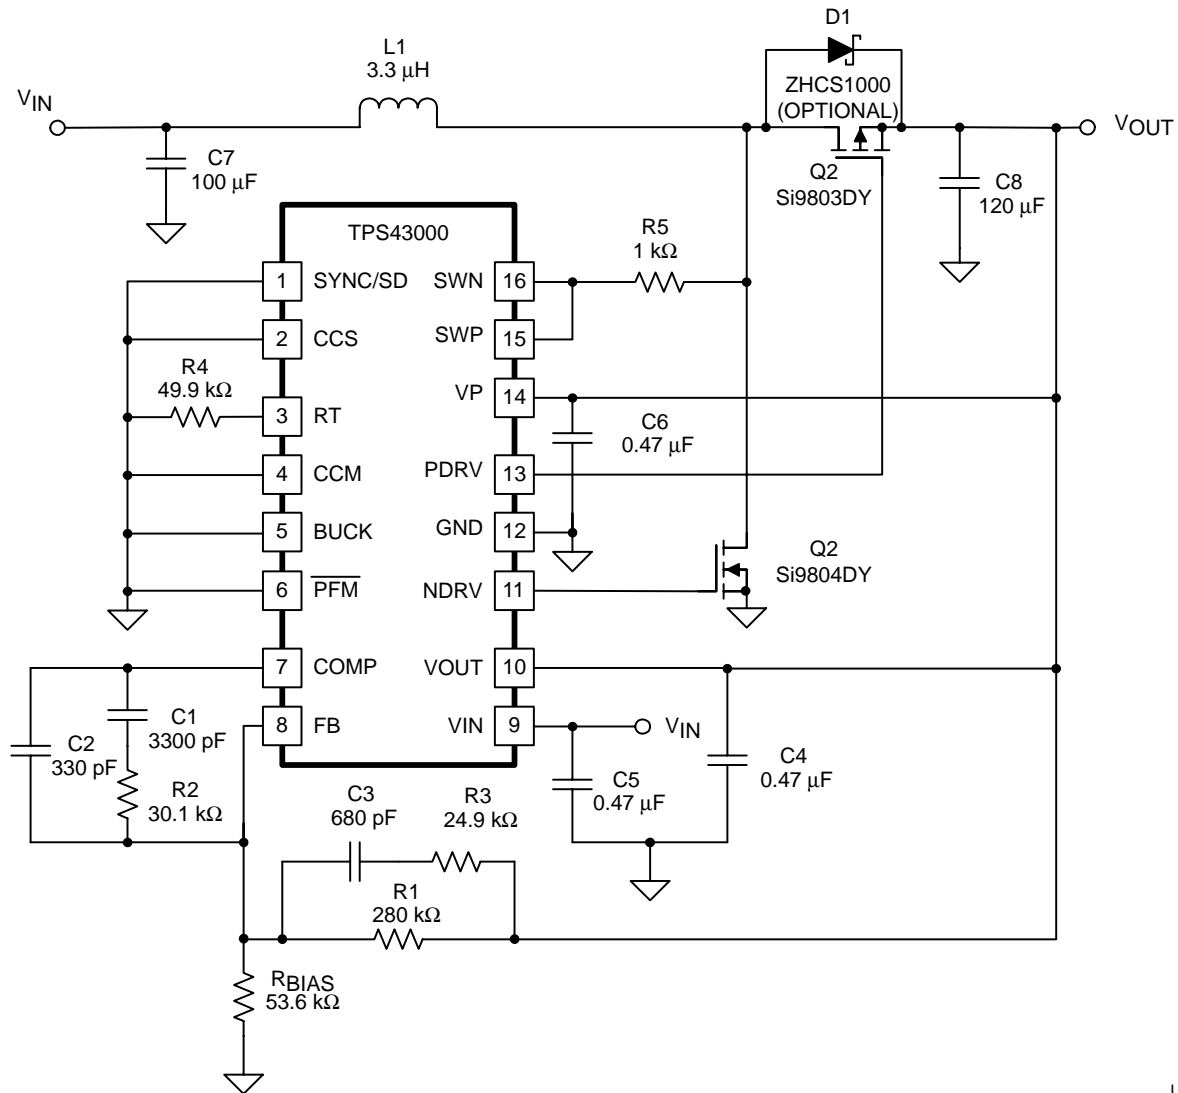 D1
L1
3.3 μH
ZHCS1000
(OPTIONAL)
VIN
VOUT
C7
100 μF
Q2
Si9803DY
C8
120 μF
TPS43000
R5
1 kΩ
1 SYNC/SD SWN 16
2 CCS SWP 15
R4
49.9 kΩ
3 RT VP 14
C6
0.47 μF
4 CCM PDRV 13
5 BUCK GND 12
6 PFM NDRV 11
Q2
Si9804DY
7 COMP VOUT 10
8 FB VIN 9
VIN
C1
3300 pF
C2
330 pF
R2
30.1 kΩ
C3
680 pF
R3
24.9 kΩ
C5
0.47 μF
C4
0.47 μF
R1
280 kΩ
RBIAS
53.6 kΩ